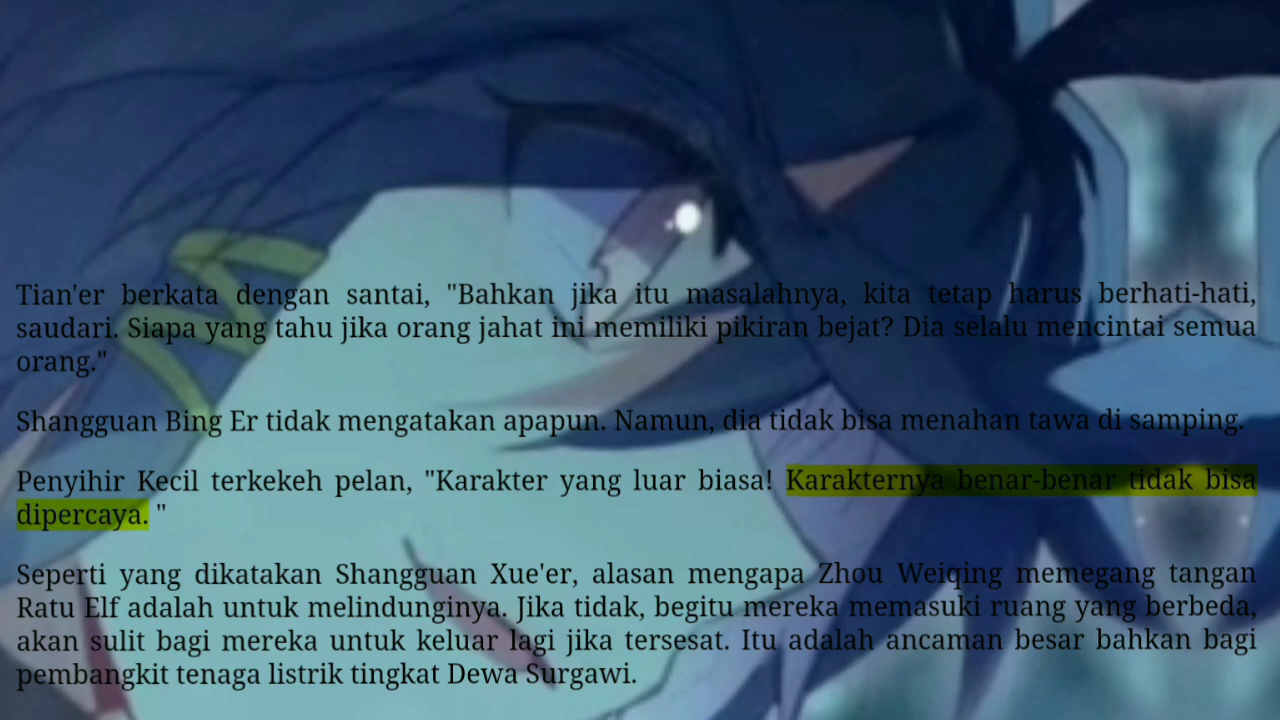 Tian'er berkata dengan santai, "Bahkan jika itu masalahnya, kita tetap harus berhati-hati,
saudari. Siapa yang tahu jika orang jahat ini memiliki pikiran bejat? Dia selalu mencintai semua
orang."
Shangguan Bing Er tidak mengatakan apapun. Namun, dia tidak bisa menahan tawa di samping.
Penyihir Kecil terkekeh pelan, "Karakter yang luar biasa! Karakternya benar-benar tidak bisa
dipercaya. "
Seperti yang dikatakan Shangguan Xue'er, alasan mengapa Zhou Weiqing memegang tangan
Ratu Elf adalah untuk melindunginya. Jika tidak, begitu mereka memasuki ruang yang berbeda,
akan sulit bagi mereka untuk keluar lagi jika tersesat. Itu adalah ancaman besar bahkan bagi
pembangkit tenaga listrik tingkat Dewa Surgawi.